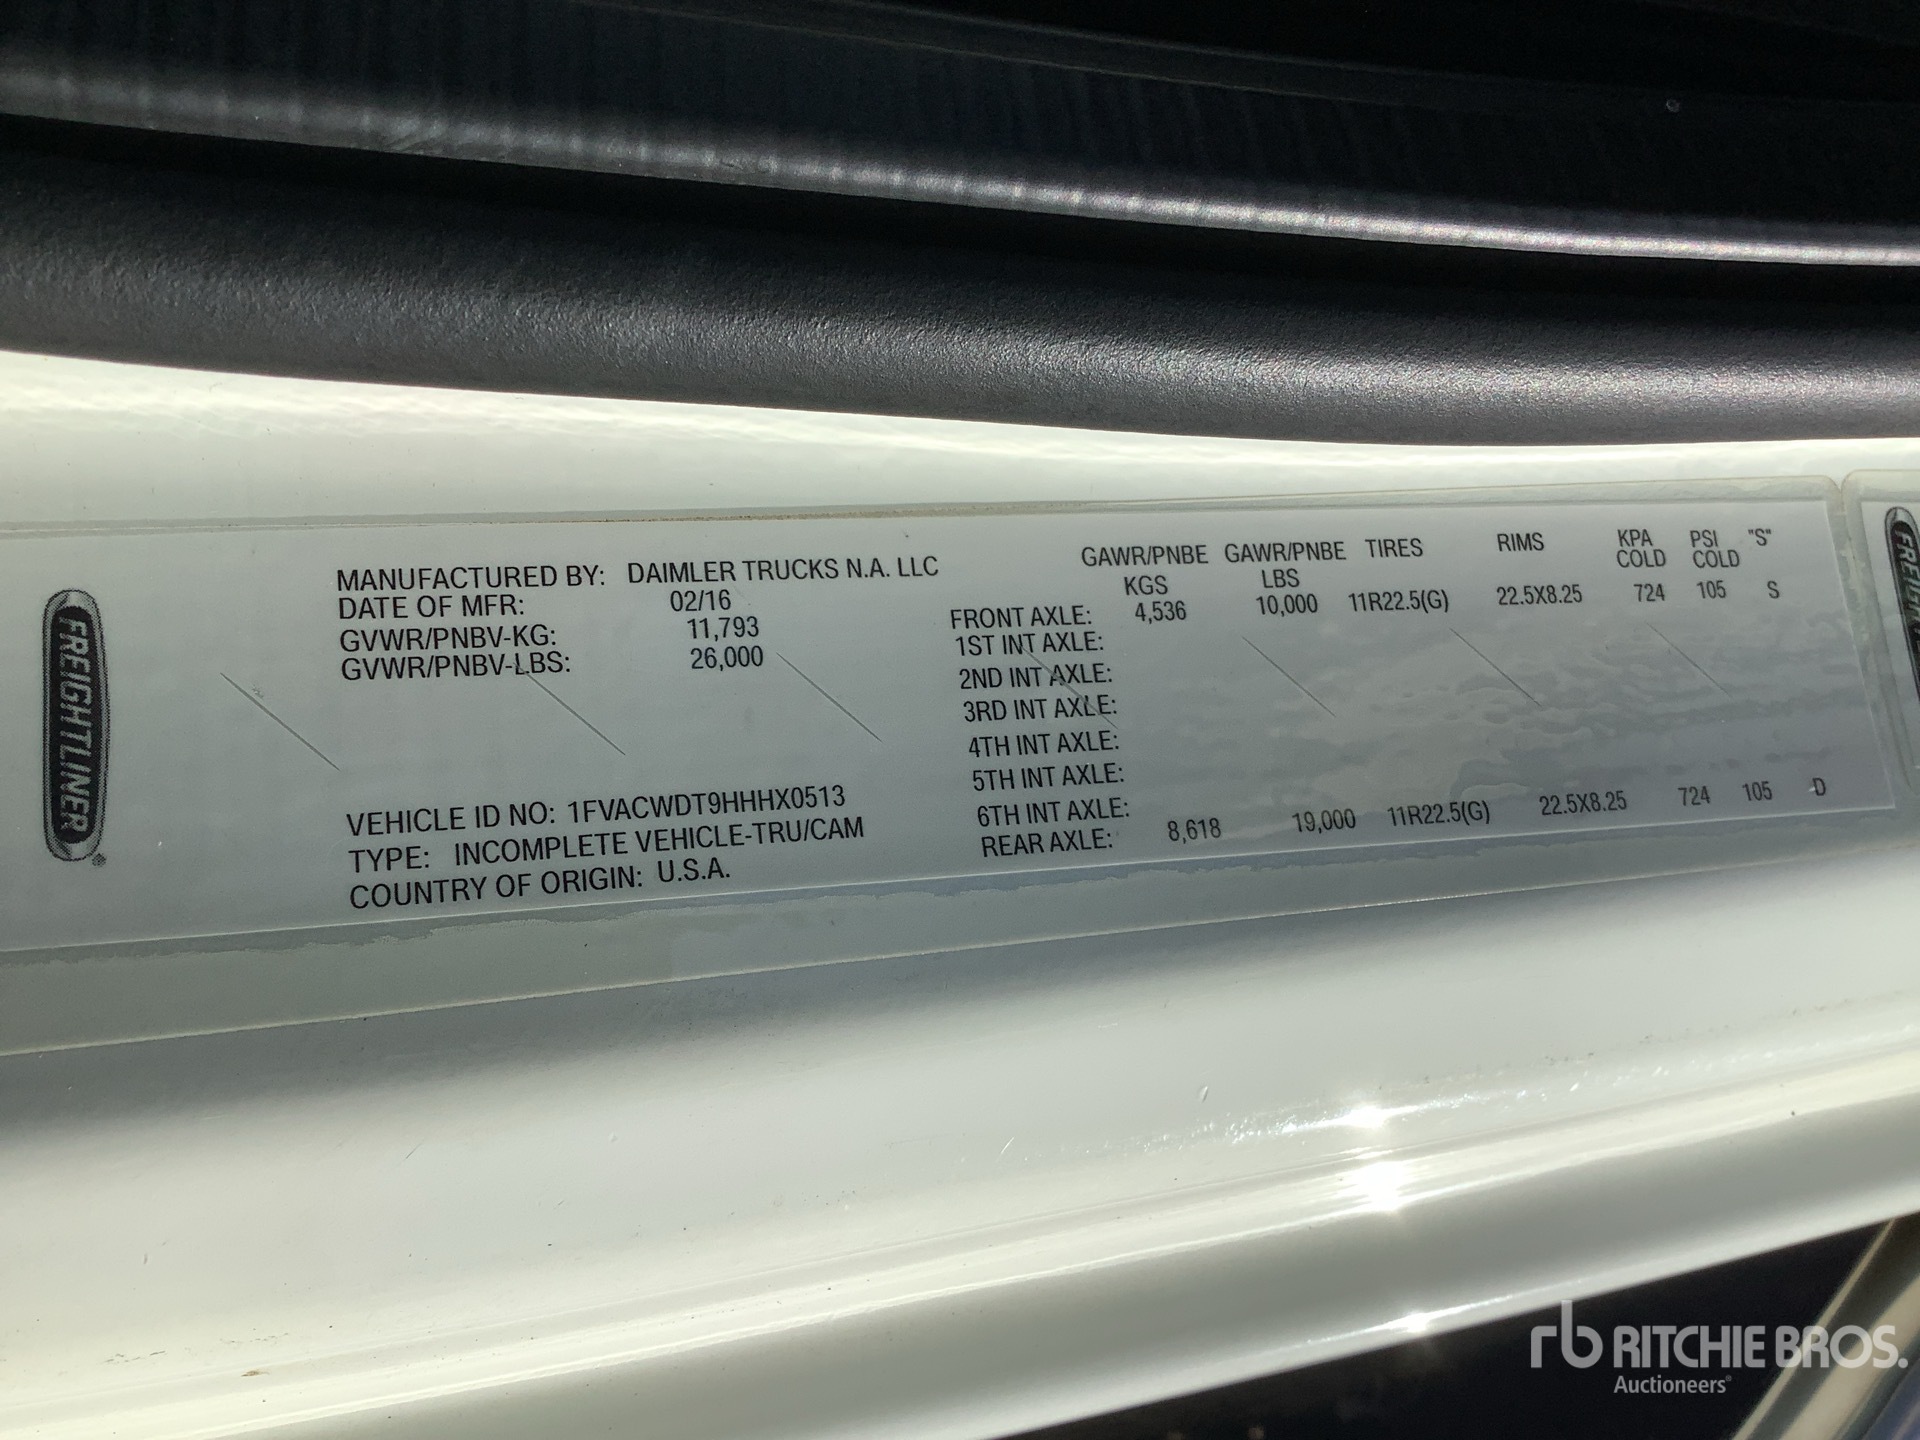 FREIGHTLINER®
MANUFACTURED BY: DAIMLER TRUCKS N.A. LLC
DATE OF MFR: 02/16
GVWR/PNBV-KG: 11,793
GVWR/PNBV-LBS: 26,000
VEHICLE ID NO: 1FVACWDT9HHHX0513
TYPE: INCOMPLETE VEHICLE-TRU/CAM
COUNTRY OF ORIGIN: U.S.A.
GAWR/PNBE KGS GAWR/PNBE LBS TIRES RIMS KPA COLD PSI COLD "S"
FRONT AXLE: 4,536 10,000 11R22.5(G) 22.5X8.25 724 105 S
1ST INT AXLE:
2ND INT AXLE:
3RD INT AXLE:
4TH INT AXLE:
5TH INT AXLE:
6TH INT AXLE:
REAR AXLE: 8,618 19,000 11R22.5(G) 22.5X8.25 724 105 D
rb RITCHIE BROS.
Auctioneers®